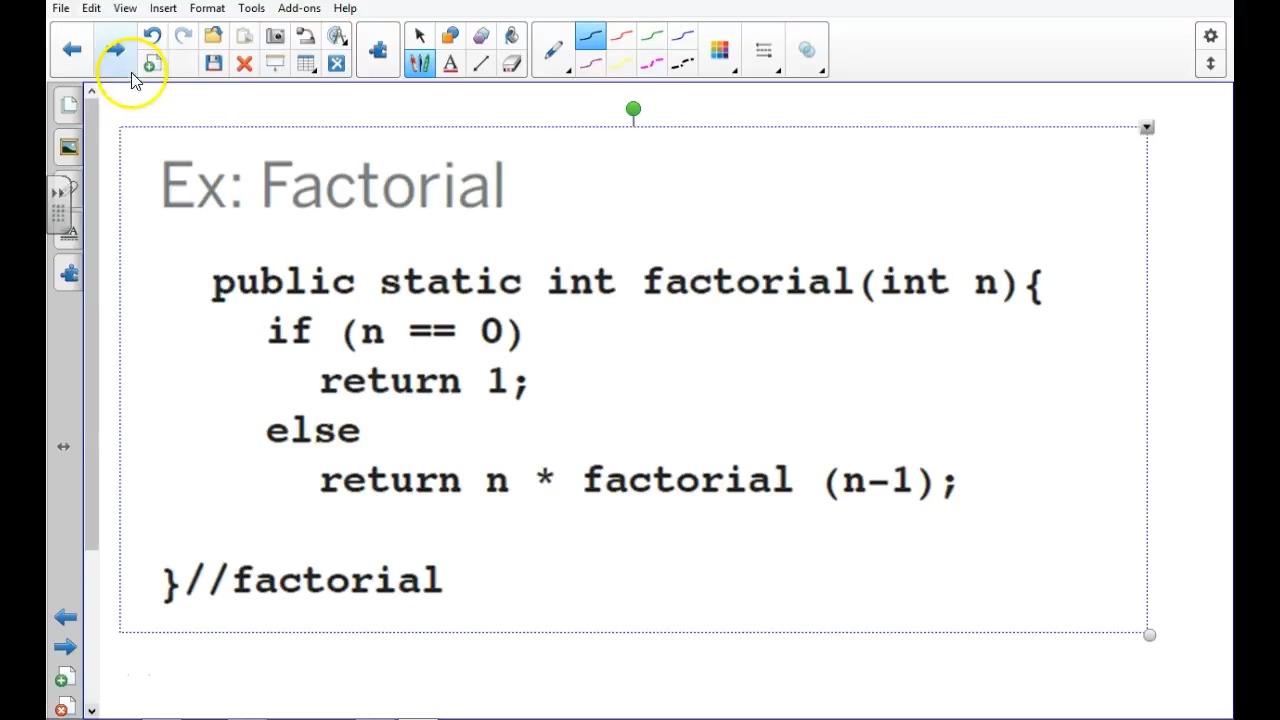 File Edit View Insert Format Tools Add-ons Help
Ex: Factorial
public static int factorial(int n){
if (n == 0)
return 1;
else
return n * factorial (n-1);
}//factorial